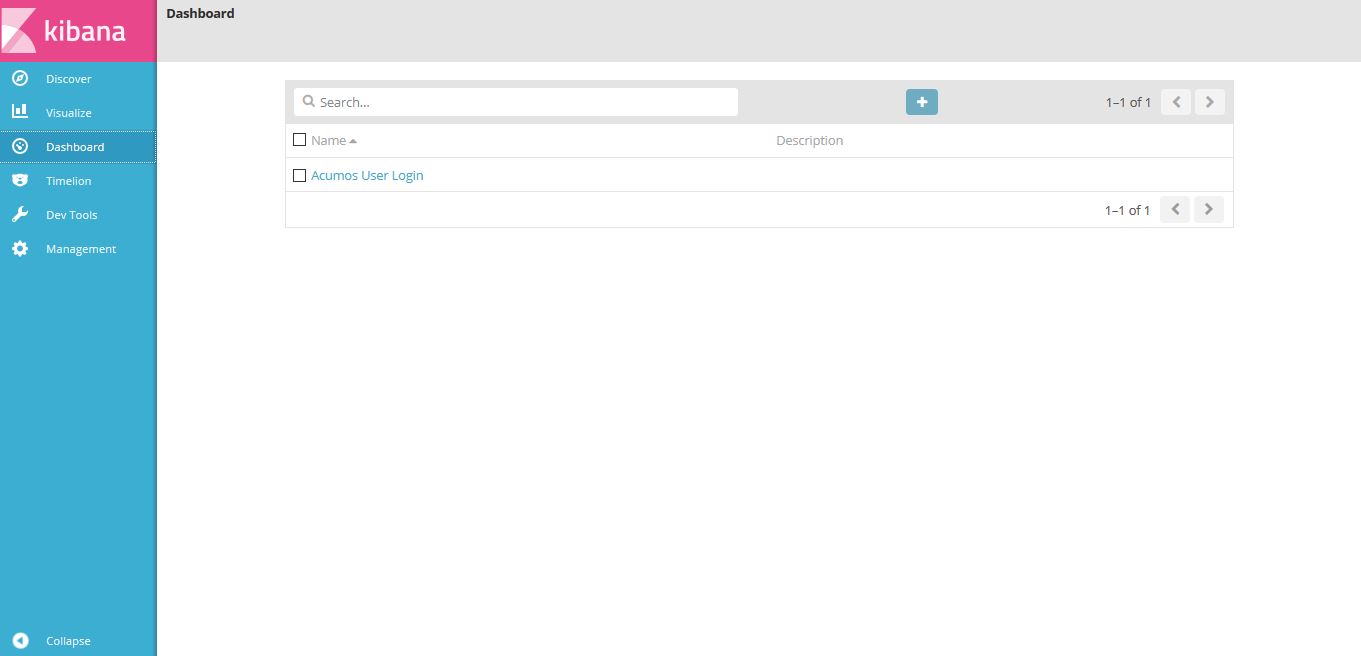 kibana
Discover
Visualize
Dashboard
Timelion
Dev Tools
Management
Collapse
Dashboard
Search...
1–1 of 1
Name Description
Acumos User Login
1–1 of 1